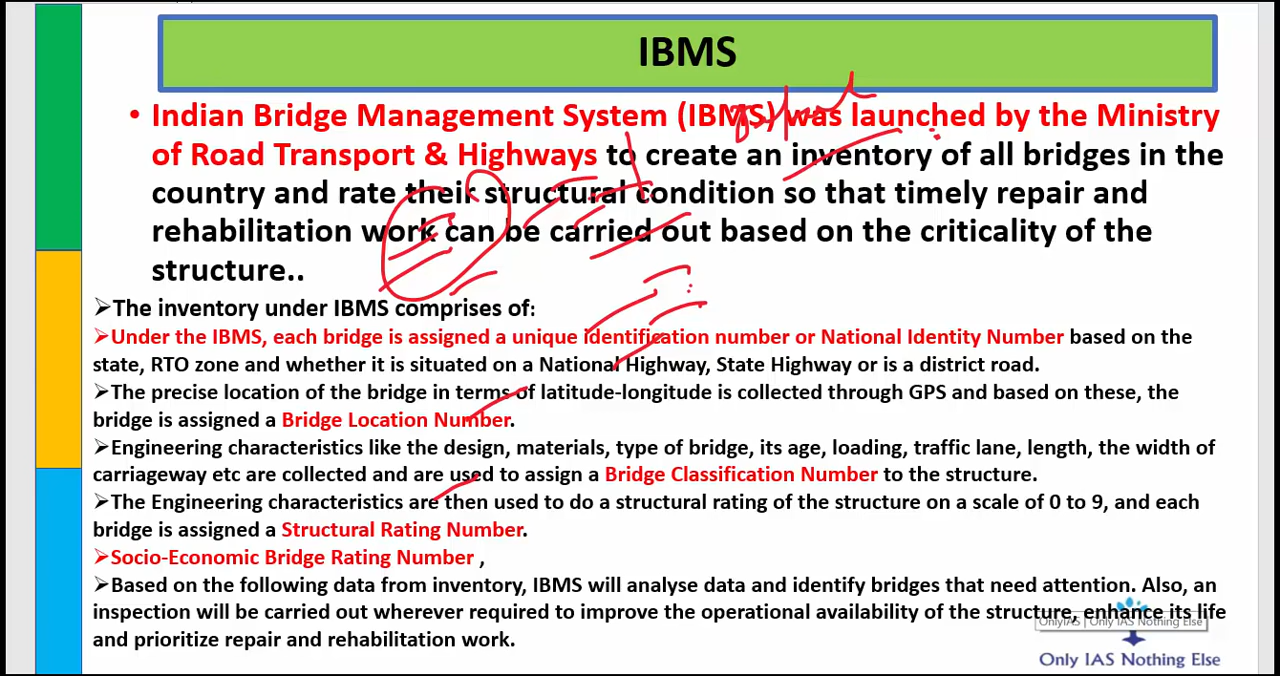 IBMS
• Indian Bridge Management System (IBMS) was launched by the Ministry
of Road Transport & Highways to create an inventory of all bridges in the
country and rate their structural condition so that timely repair and
rehabilitation work can be carried out based on the criticality of the
structure..
➢The inventory under IBMS comprises of:
➢Under the IBMS, each bridge is assigned a unique identification number or National Identity Number based on the
state, RTO zone and whether it is situated on a National Highway, State Highway or is a district road.
➢The precise location of the bridge in terms of latitude-longitude is collected through GPS and based on these, the
bridge is assigned a Bridge Location Number.
➢Engineering characteristics like the design, materials, type of bridge, its age, loading, traffic lane, length, the width of
carriageway etc are collected and are used to assign a Bridge Classification Number to the structure.
➢The Engineering characteristics are then used to do a structural rating of the structure on a scale of 0 to 9, and each
bridge is assigned a Structural Rating Number.
➢Socio-Economic Bridge Rating Number ,
➢Based on the following data from inventory, IBMS will analyse data and identify bridges that need attention. Also, an
inspection will be carried out wherever required to improve the operational availability of the structure, enhance its life
and prioritize repair and rehabilitation work.
OnlyIAS | Only IAS Nothing Else
Only IAS Nothing Else